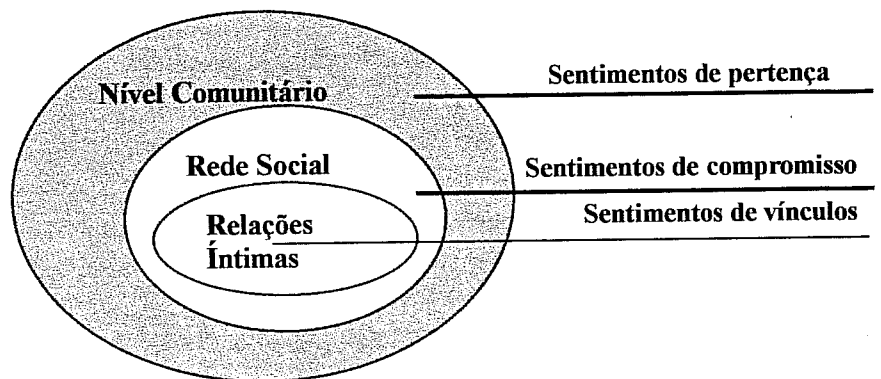 Sentimentos de pertença
Nível Comunitário
Rede Social
Sentimentos de compromisso
Relações
Íntimas
Sentimentos de vínculos